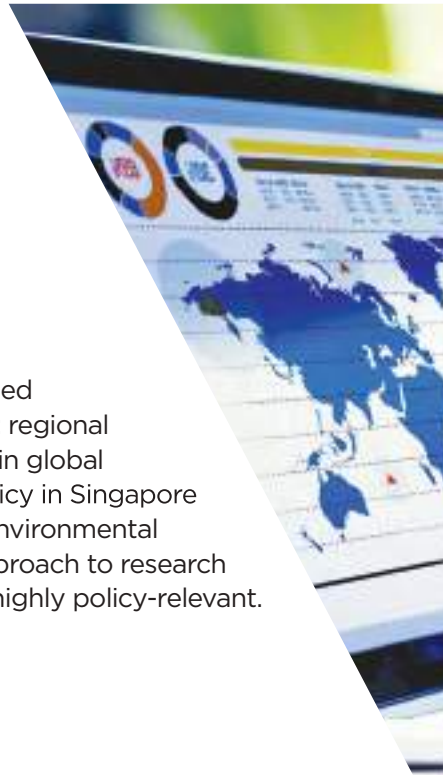 ed
regional
in global
icy in Singapore
nvironmental
proach to research
highly policy-relevant.